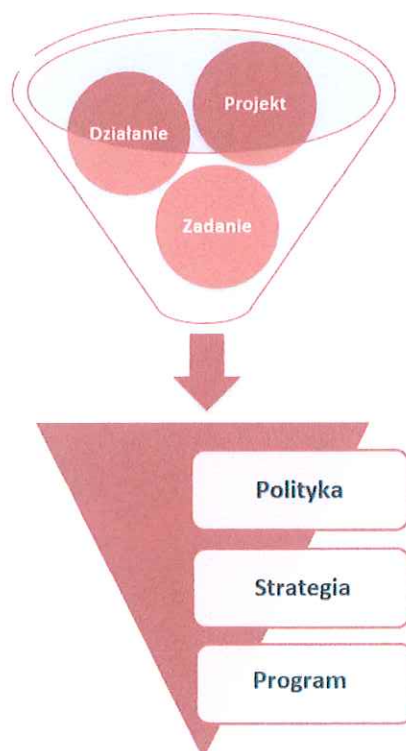 Projekt
Działanie
Zadanie
Polityka
Strategia
Program